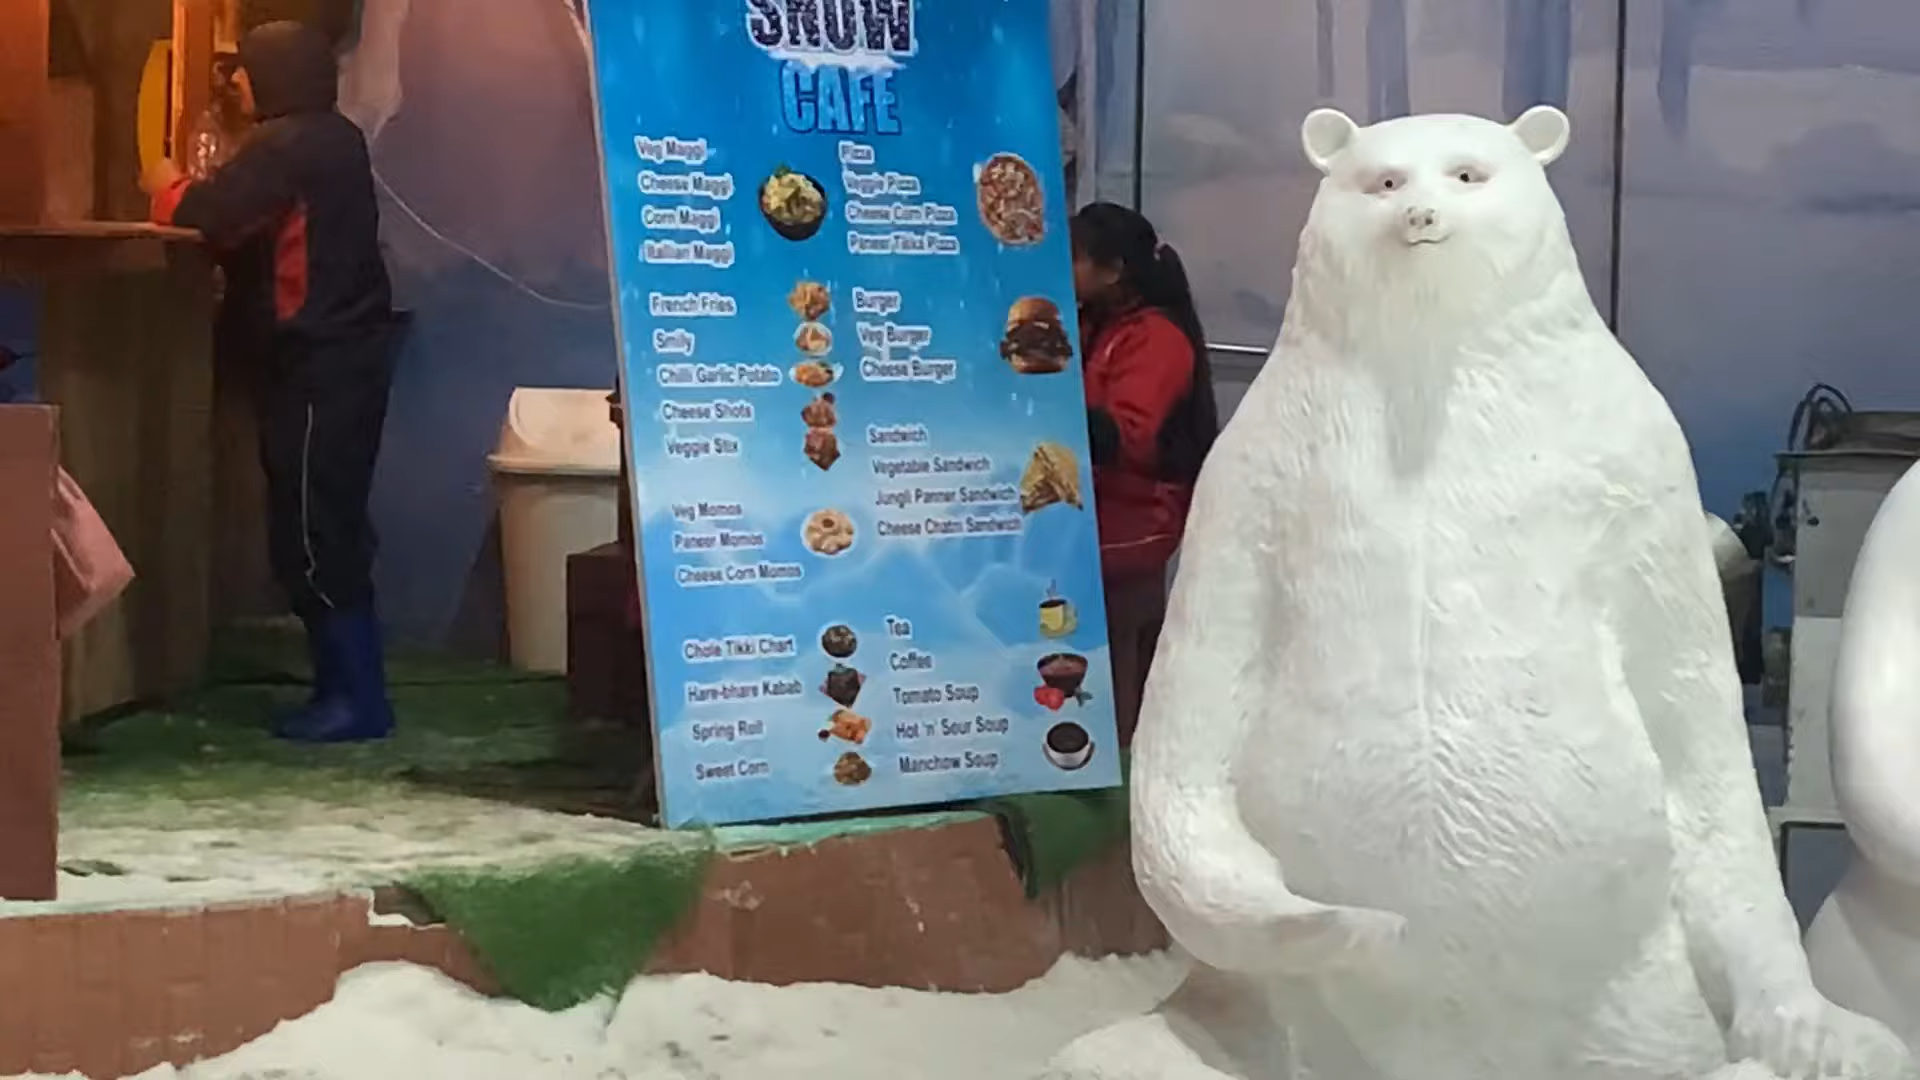 SNOW
CAFE
Veg Maggi
Cheese Maggi
Corn Maggi
Itallian Maggi
French Fries
Smilly
Chilli Garlic Potato
Cheese Shots
Veggie Stix
Veg Momos
Paneer Momos
Cheese Corn Momos
Chole Tikki Chart
Hare-bhare Kabab
Spring Roll
Sweet Corn
Pizza
Veggie Pizza
Cheese Corn Pizza
Paneer Tikka Pizza
Burger
Veg Burger
Cheese Burger
Sandwich
Vegetable Sandwich
Jungli Panner Sandwich
Cheese Chatni Sandwich
Tea
Coffee
Tomato Soup
Hot 'n' Sour Soup
Manchow Soup